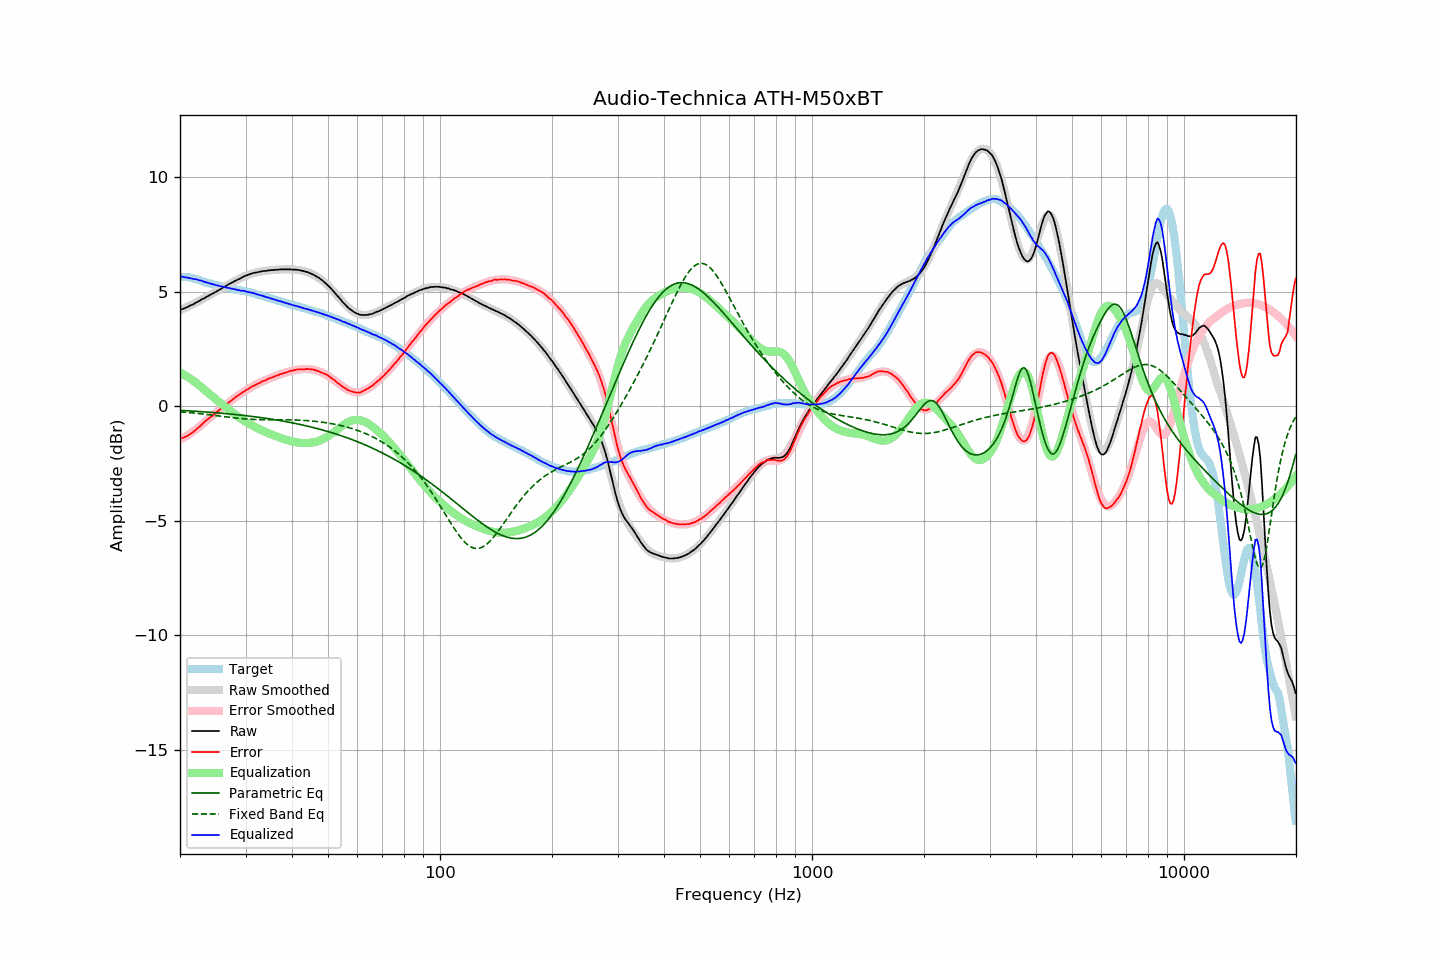 Audio-Technica ATH-M50xBT
Amplitude (dBr)
10
5
0
−5
−10
−15
Target
Raw Smoothed
Error Smoothed
Raw
Error
Equalization
Parametric Eq
Fixed Band Eq
Equalized
100
1000
10000
Frequency (Hz)